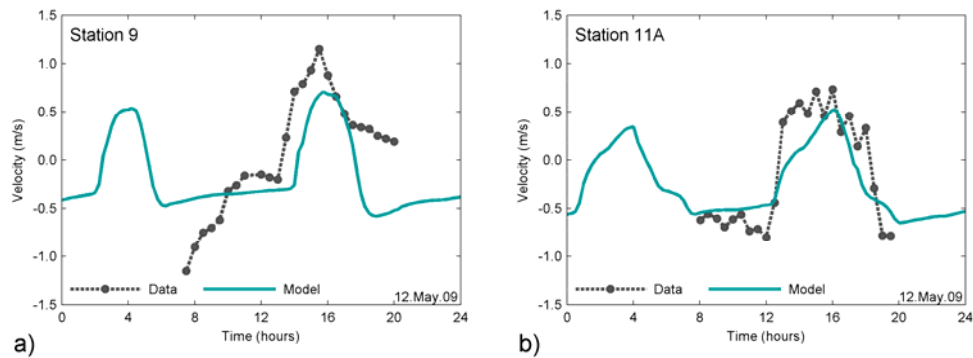 1.5
1.0
0.5
0.0
-0.5
-1.0
-1.5
Velocity (m/s)
Station 9
Data
Model
12.May.09
0 4 8 12 16 20 24
Time (hours)
a)
1.5
1.0
0.5
0.0
-0.5
-1.0
-1.5
Velocity (m/s)
Station 11A
Data
Model
12.May.09
0 4 8 12 16 20 24
Time (hours)
b)